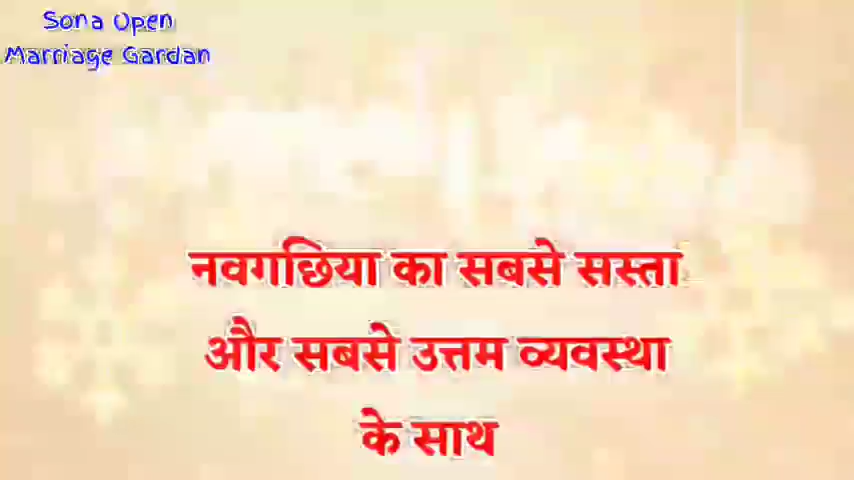 Sona Open
Marriage Gardan
नवगछिया का सबसे सस्ता
और सबसे उत्तम व्यवस्था
के साथ